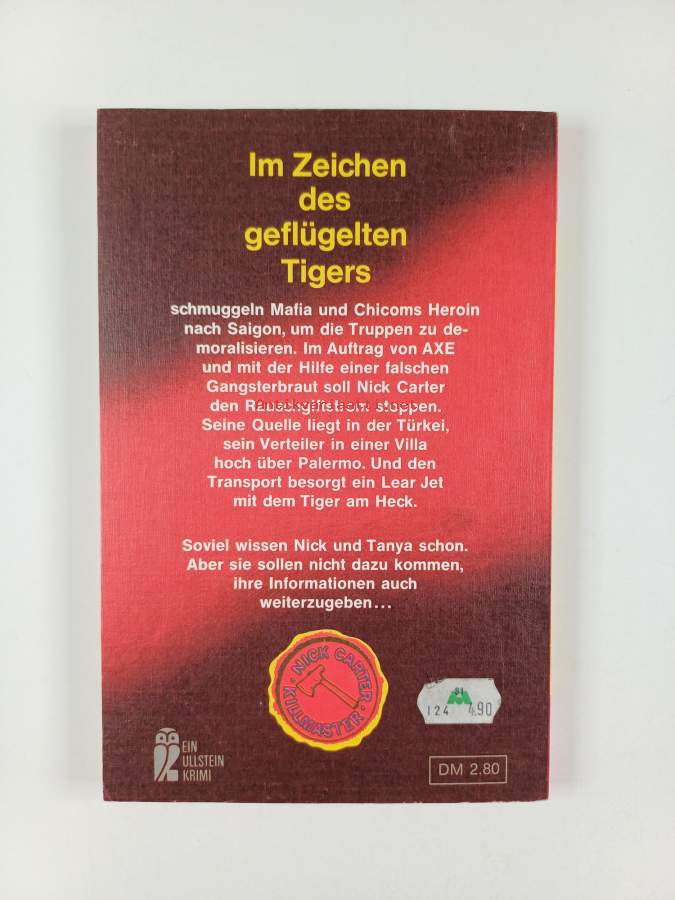 Im Zeichen
des
geflügelten
Tigers
schmuggeln Mafia und Chicoms Heroin
nach Saigon, um die Truppen zu de-
moralisieren. Im Auftrag von AXE
und mit der Hilfe einer falschen
Gangsterbraut soll Nick Carter
den Rauschgiftstrom stoppen.
Seine Quelle liegt in der Türkei,
sein Verteiler in einer Villa
hoch über Palermo. Und den
Transport besorgt ein Lear Jet
mit dem Tiger am Heck.
Soviel wissen Nick und Tanya schon.
Aber sie sollen nicht dazu kommen,
ihre Informationen auch
weiterzugeben...
NICK CARTER
KILLMASTER
91
124 4.90
EIN
ULLSTEIN
KRIMI
DM 2.80